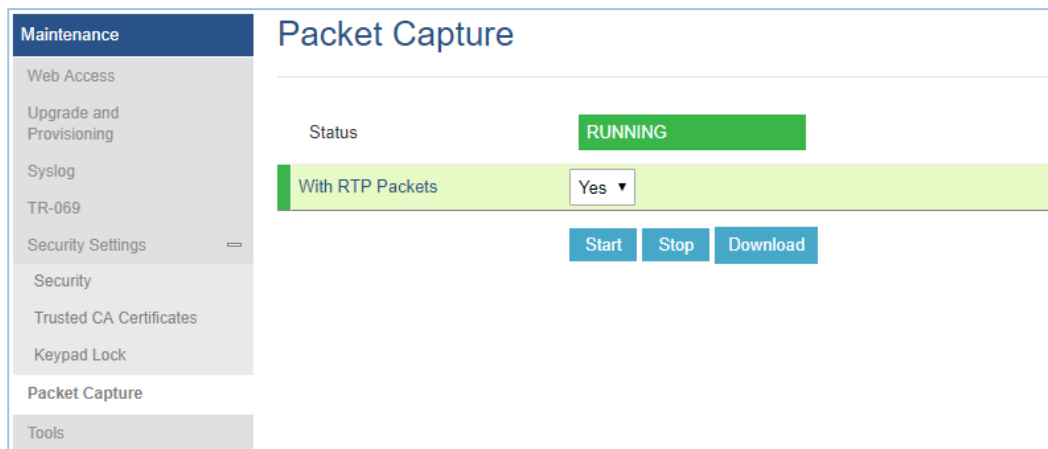 Maintenance
Web Access
Upgrade and
Provisioning
Syslog
TR-069
Security Settings
Security
Trusted CA Certificates
Keypad Lock
Packet Capture
Tools
Packet Capture
Status RUNNING
With RTP Packets Yes
Start Stop Download